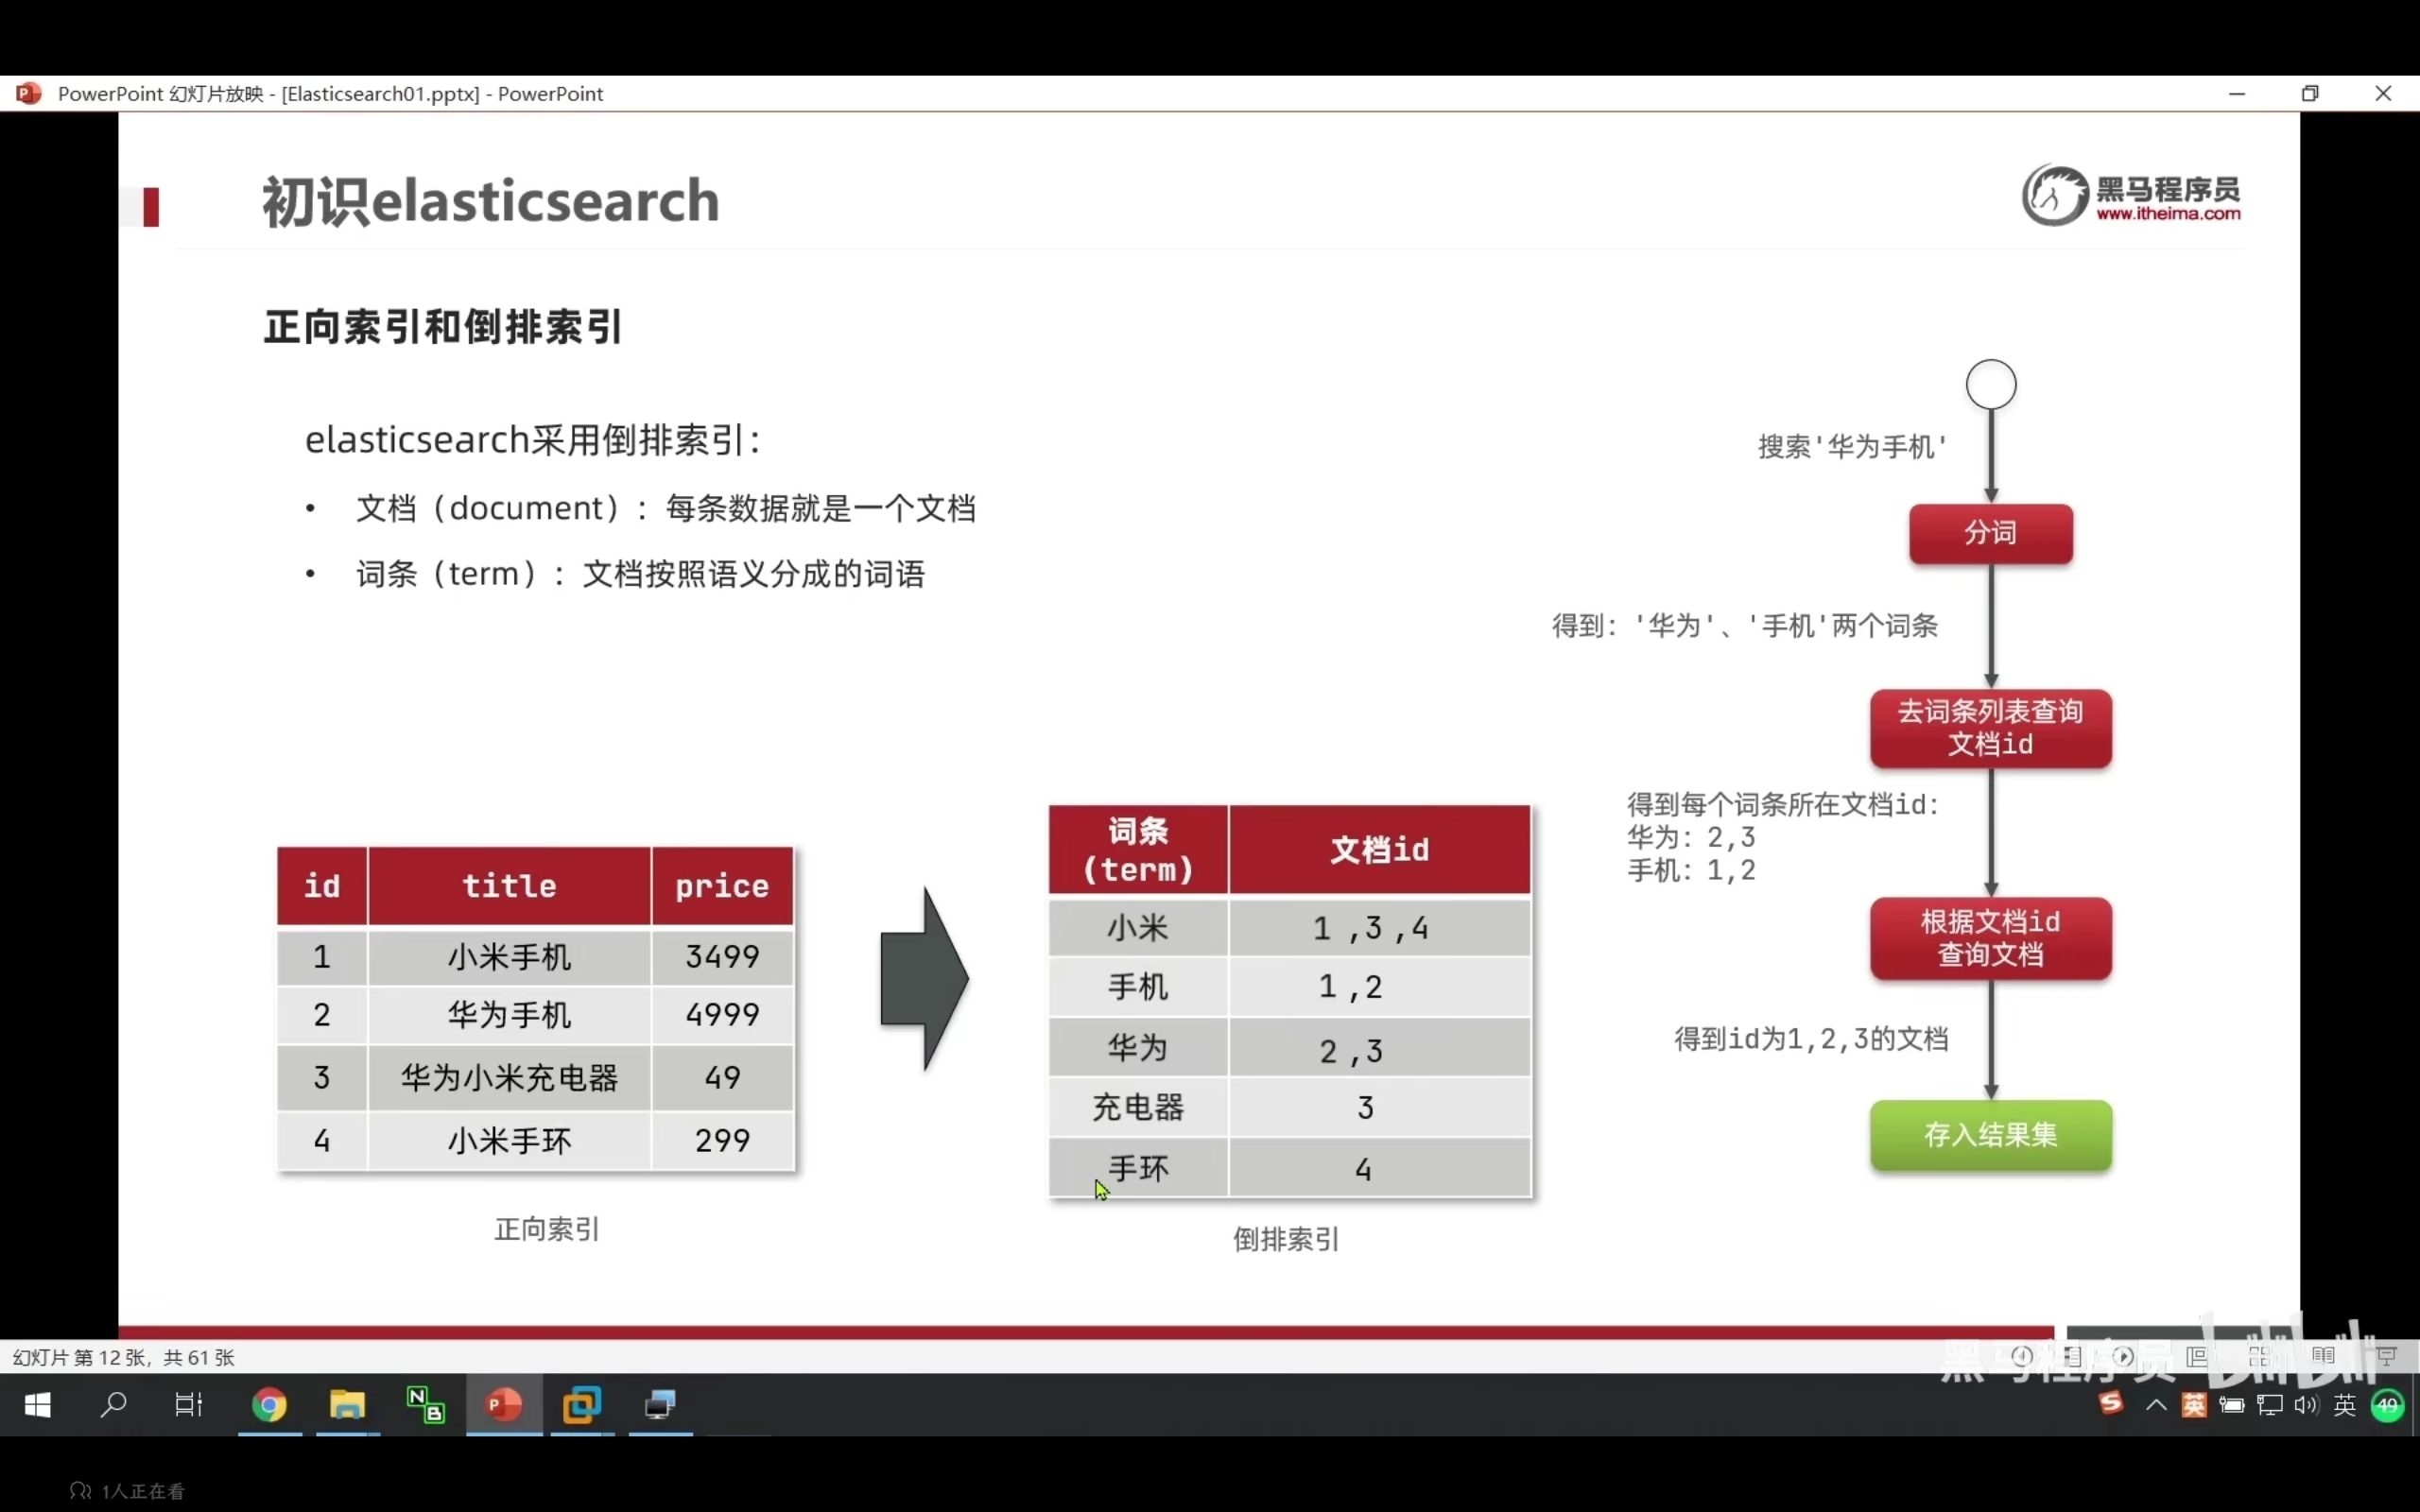 PowerPoint 幻灯片放映 - [Elasticsearch01.pptx] - PowerPoint
初识elasticsearch
黑马程序员
www.itheima.com
正向索引和倒排索引
elasticsearch采用倒排索引：
• 文档（document）：每条数据就是一个文档
• 词条（term）：文档按照语义分成的词语
id title price
1 小米手机 3499
2 华为手机 4999
3 华为小米充电器 49
4 小米手环 299
正向索引
词条
(term) 文档id
小米 1 ,3 ,4
手机 1 ,2
华为 2 ,3
充电器 3
手环 4
倒排索引
搜索'华为手机'
分词
得到：'华为'、'手机'两个词条
去词条列表查询
文档id
得到每个词条所在文档id：
华为：2,3
手机：1,2
根据文档id
查询文档
得到id为1,2,3的文档
存入结果集
幻灯片 第 12 张，共 61 张
黑马程序员 bilibili
N
B
P
S 英 英 49
1人正在看